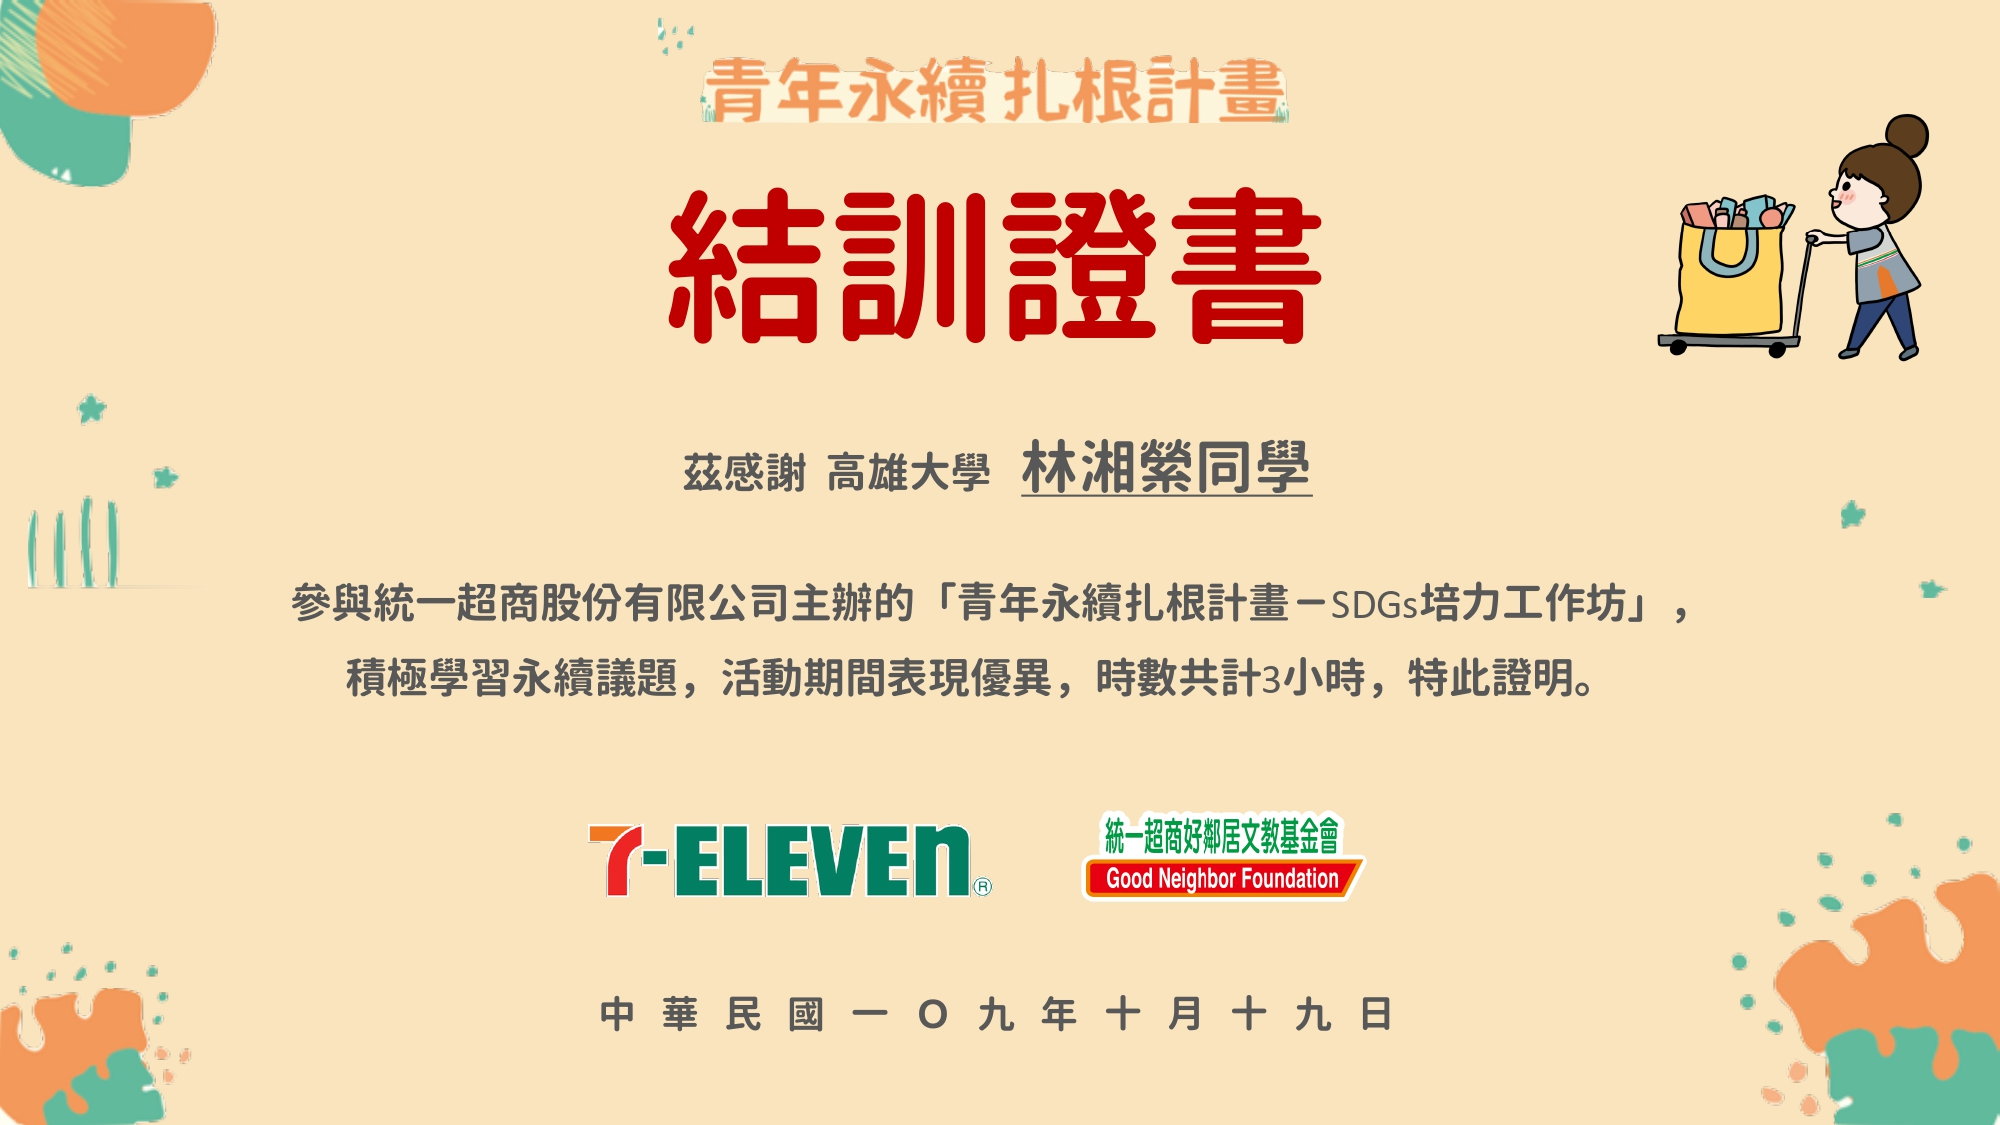 青年永續 扎根計畫
結訓證書
茲感謝 高雄大學 林湘縈同學
參與統一超商股份有限公司主辦的「青年永續扎根計畫－SDGs培力工作坊」，
積極學習永續議題，活動期間表現優異，時數共計3小時，特此證明。
7-ELEVEn®
統一超商好鄰居文教基金會
Good Neighbor Foundation
中華民國一O九年十月十九日